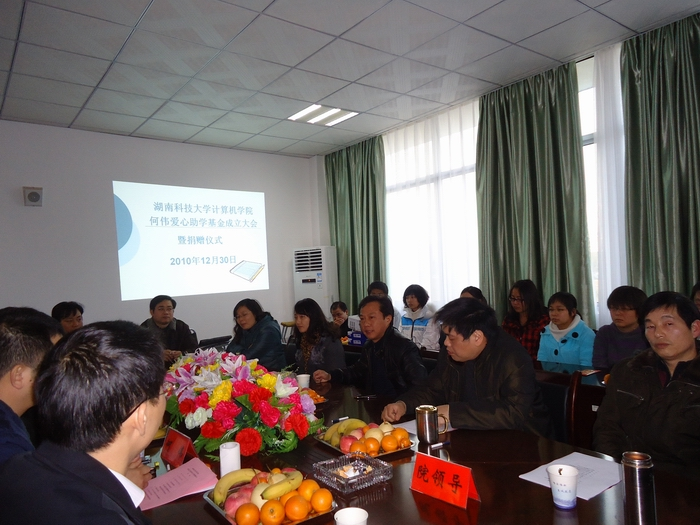 湖南科技大学计算机学院
何伟爱心助学基金成立大会
暨捐赠仪式
2010年12月30日
院领导